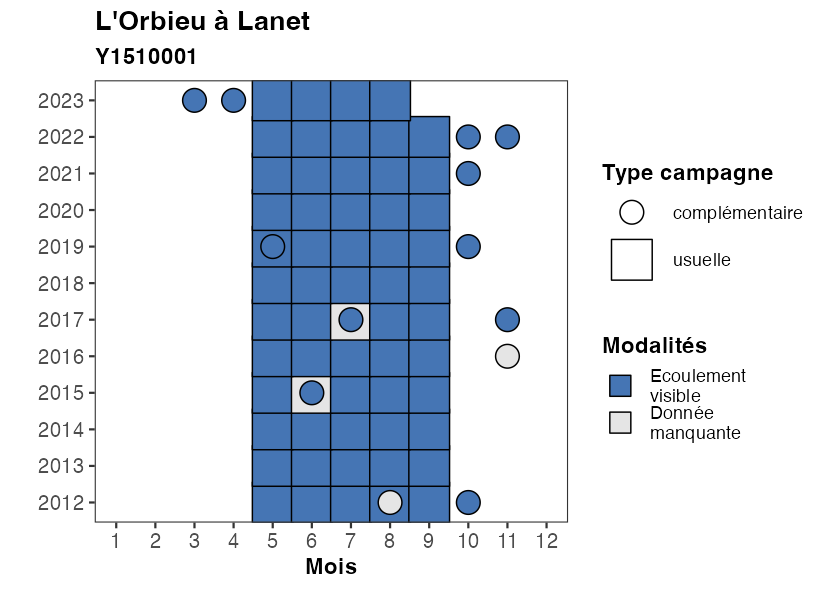 L'Orbieu à Lanet
Y1510001
2023
2022
2021
2020
2019
2018
2017
2016
2015
2014
2013
2012
1 2 3 4 5 6 7 8 9 10 11 12
Mois
Type campagne
complémentaire
usuelle
Modalités
Ecoulement
visible
Donnée
manquante